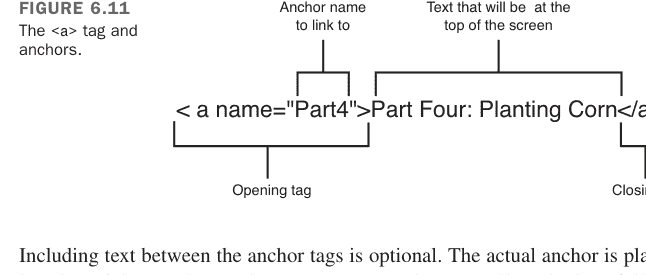 FIGURE 6.11
The <a> tag and
anchors.
Anchor name
to link to
Text that will be at the
top of the screen
< a name="Part4">Part Four: Planting Corn</a
Opening tag
Including text between the anchor tags is optional. The actual anchor is